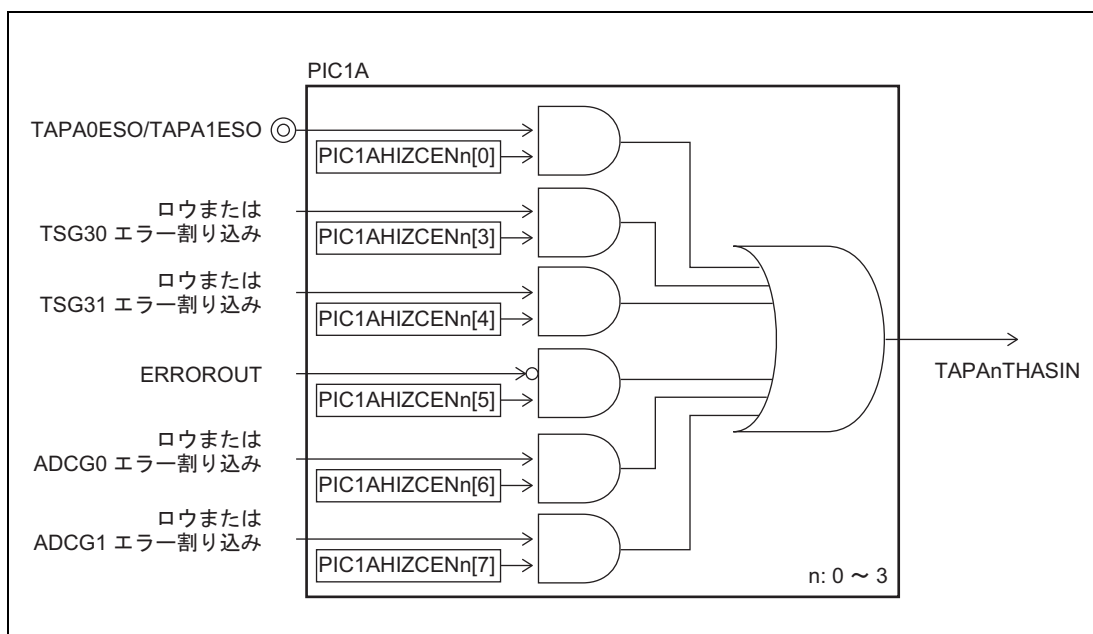 PIC1A
TAPA0ESO/TAPA1ESO
PIC1AHIZCENn[0]
ロウまたは
TSG30 エラー割り込み
PIC1AHIZCENn[3]
ロウまたは
TSG31 エラー割り込み
PIC1AHIZCENn[4]
ERROROUT
PIC1AHIZCENn[5]
ロウまたは
ADCG0 エラー割り込み
PIC1AHIZCENn[6]
ロウまたは
ADCG1 エラー割り込み
PIC1AHIZCENn[7]
TAPAnTHASIN
n: 0 ～ 3